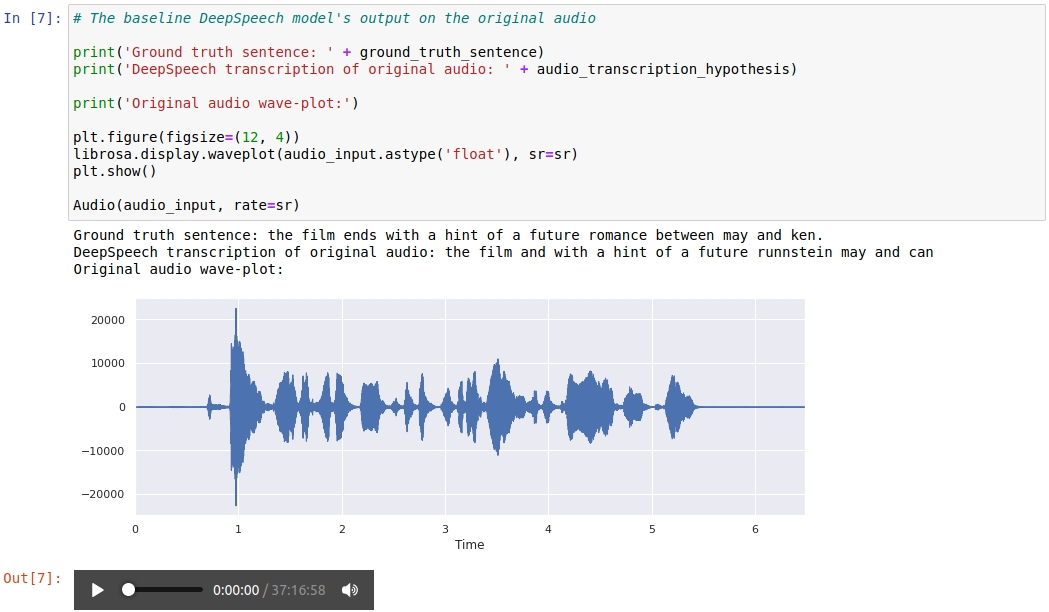 In [7]: # The baseline DeepSpeech model's output on the original audio
print('Ground truth sentence: ' + ground_truth_sentence)
print('DeepSpeech transcription of original audio: ' + audio_transcription_hypothesis)
print('Original audio wave-plot:')
plt.figure(figsize=(12, 4))
librosa.display.waveplot(audio_input.astype('float'), sr=sr)
plt.show()
Audio(audio_input, rate=sr)
Ground truth sentence: the film ends with a hint of a future romance between may and ken.
DeepSpeech transcription of original audio: the film and with a hint of a future runnstein may and can
Original audio wave-plot:
20000
10000
0
−10000
−20000
0 1 2 3 4 5 6
Time
Out[7]: 0:00:00 / 37:16:58